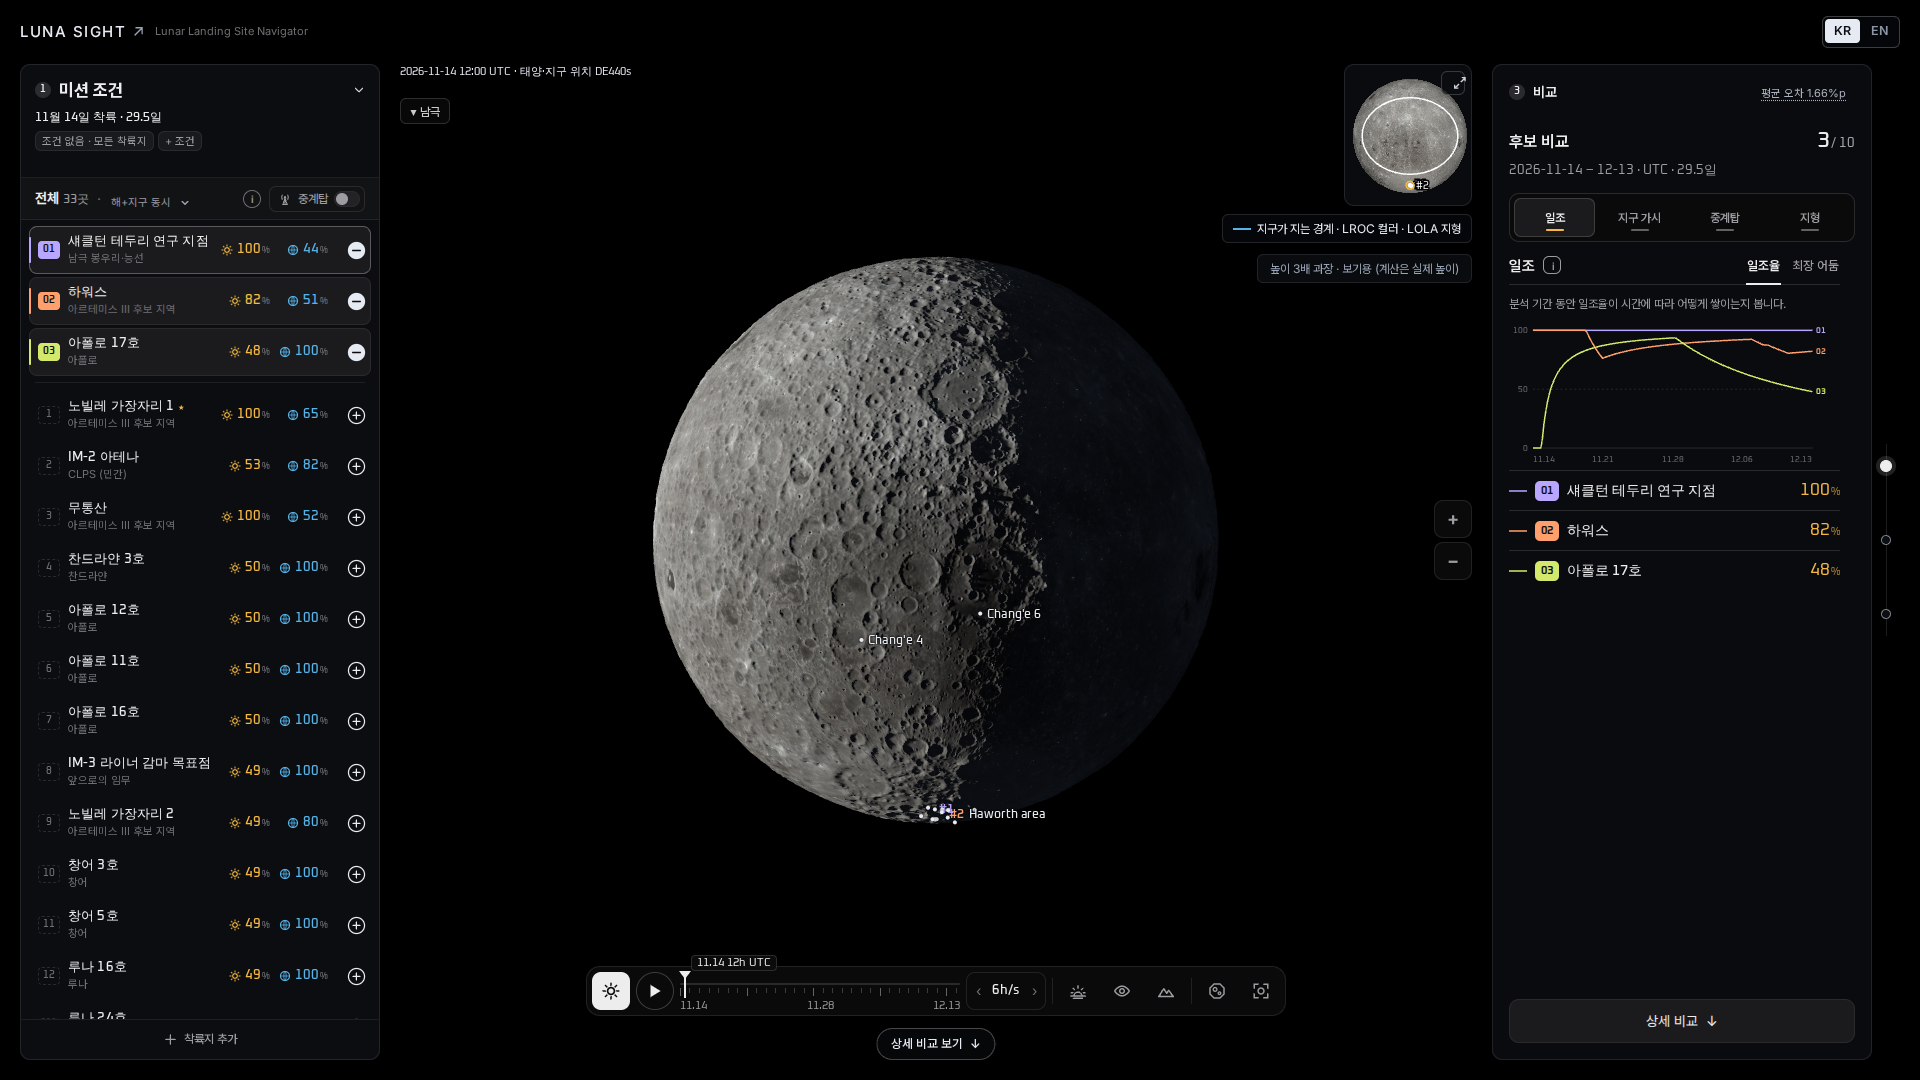 LUNA SIGHT ↗ Lunar Landing Site Navigator
KR EN
1 미션 조건
11월 14일 착륙 · 29.5일
조건 없음 · 모든 착륙지 + 조건
전체 33곳 · 해+지구 동시 i 중계탑
01 섀클턴 테두리 연구 지점 100% 44%
남극 봉우리·능선
02 하워스 82% 51%
아르테미스 III 후보 지역
03 아폴로 17호 48% 100%
아폴로
1 노빌레 가장자리 1 ★ 100% 65%
아르테미스 III 후보 지역
2 IM-2 아테나 53% 82%
CLPS (민간)
3 무통산 100% 52%
아르테미스 III 후보 지역
4 찬드라얀 3호 50% 100%
찬드라얀
5 아폴로 12호 50% 100%
아폴로
6 아폴로 11호 50% 100%
아폴로
7 아폴로 16호 50% 100%
아폴로
8 IM-3 라이너 감마 목표점 49% 100%
앞으로의 임무
9 노빌레 가장자리 2 49% 80%
아르테미스 III 후보 지역
10 창어 3호 49% 100%
창어
11 창어 5호 49% 100%
창어
12 루나 16호 49% 100%
루나
루나 24호
+ 착륙지 추가
2026-11-14 12:00 UTC · 태양·지구 위치 DE440s
▾ 남극
#2
지구가 지는 경계 · LROC 컬러 · LOLA 지형
높이 3배 과장 · 보기용 (계산은 실제 높이)
+
−
Chang'e 6
Chang'e 4
#1
#2 Haworth area
11.14 12h UTC
11.14 11.28 12.13
‹ 6h/s ›
상세 비교 보기 ↓
3 비교 평균 오차 1.66%p
후보 비교 3 / 10
2026-11-14 – 12-13 · UTC · 29.5일
일조 지구 가시 중계탑 지형
일조 i 일조율 최장 어둠
분석 기간 동안 일조율이 시간에 따라 어떻게 쌓이는지 봅니다.
100
50
0
01
02
03
11.14 11.21 11.28 12.06 12.13
01 섀클턴 테두리 연구 지점 100%
02 하워스 82%
03 아폴로 17호 48%
상세 비교 ↓